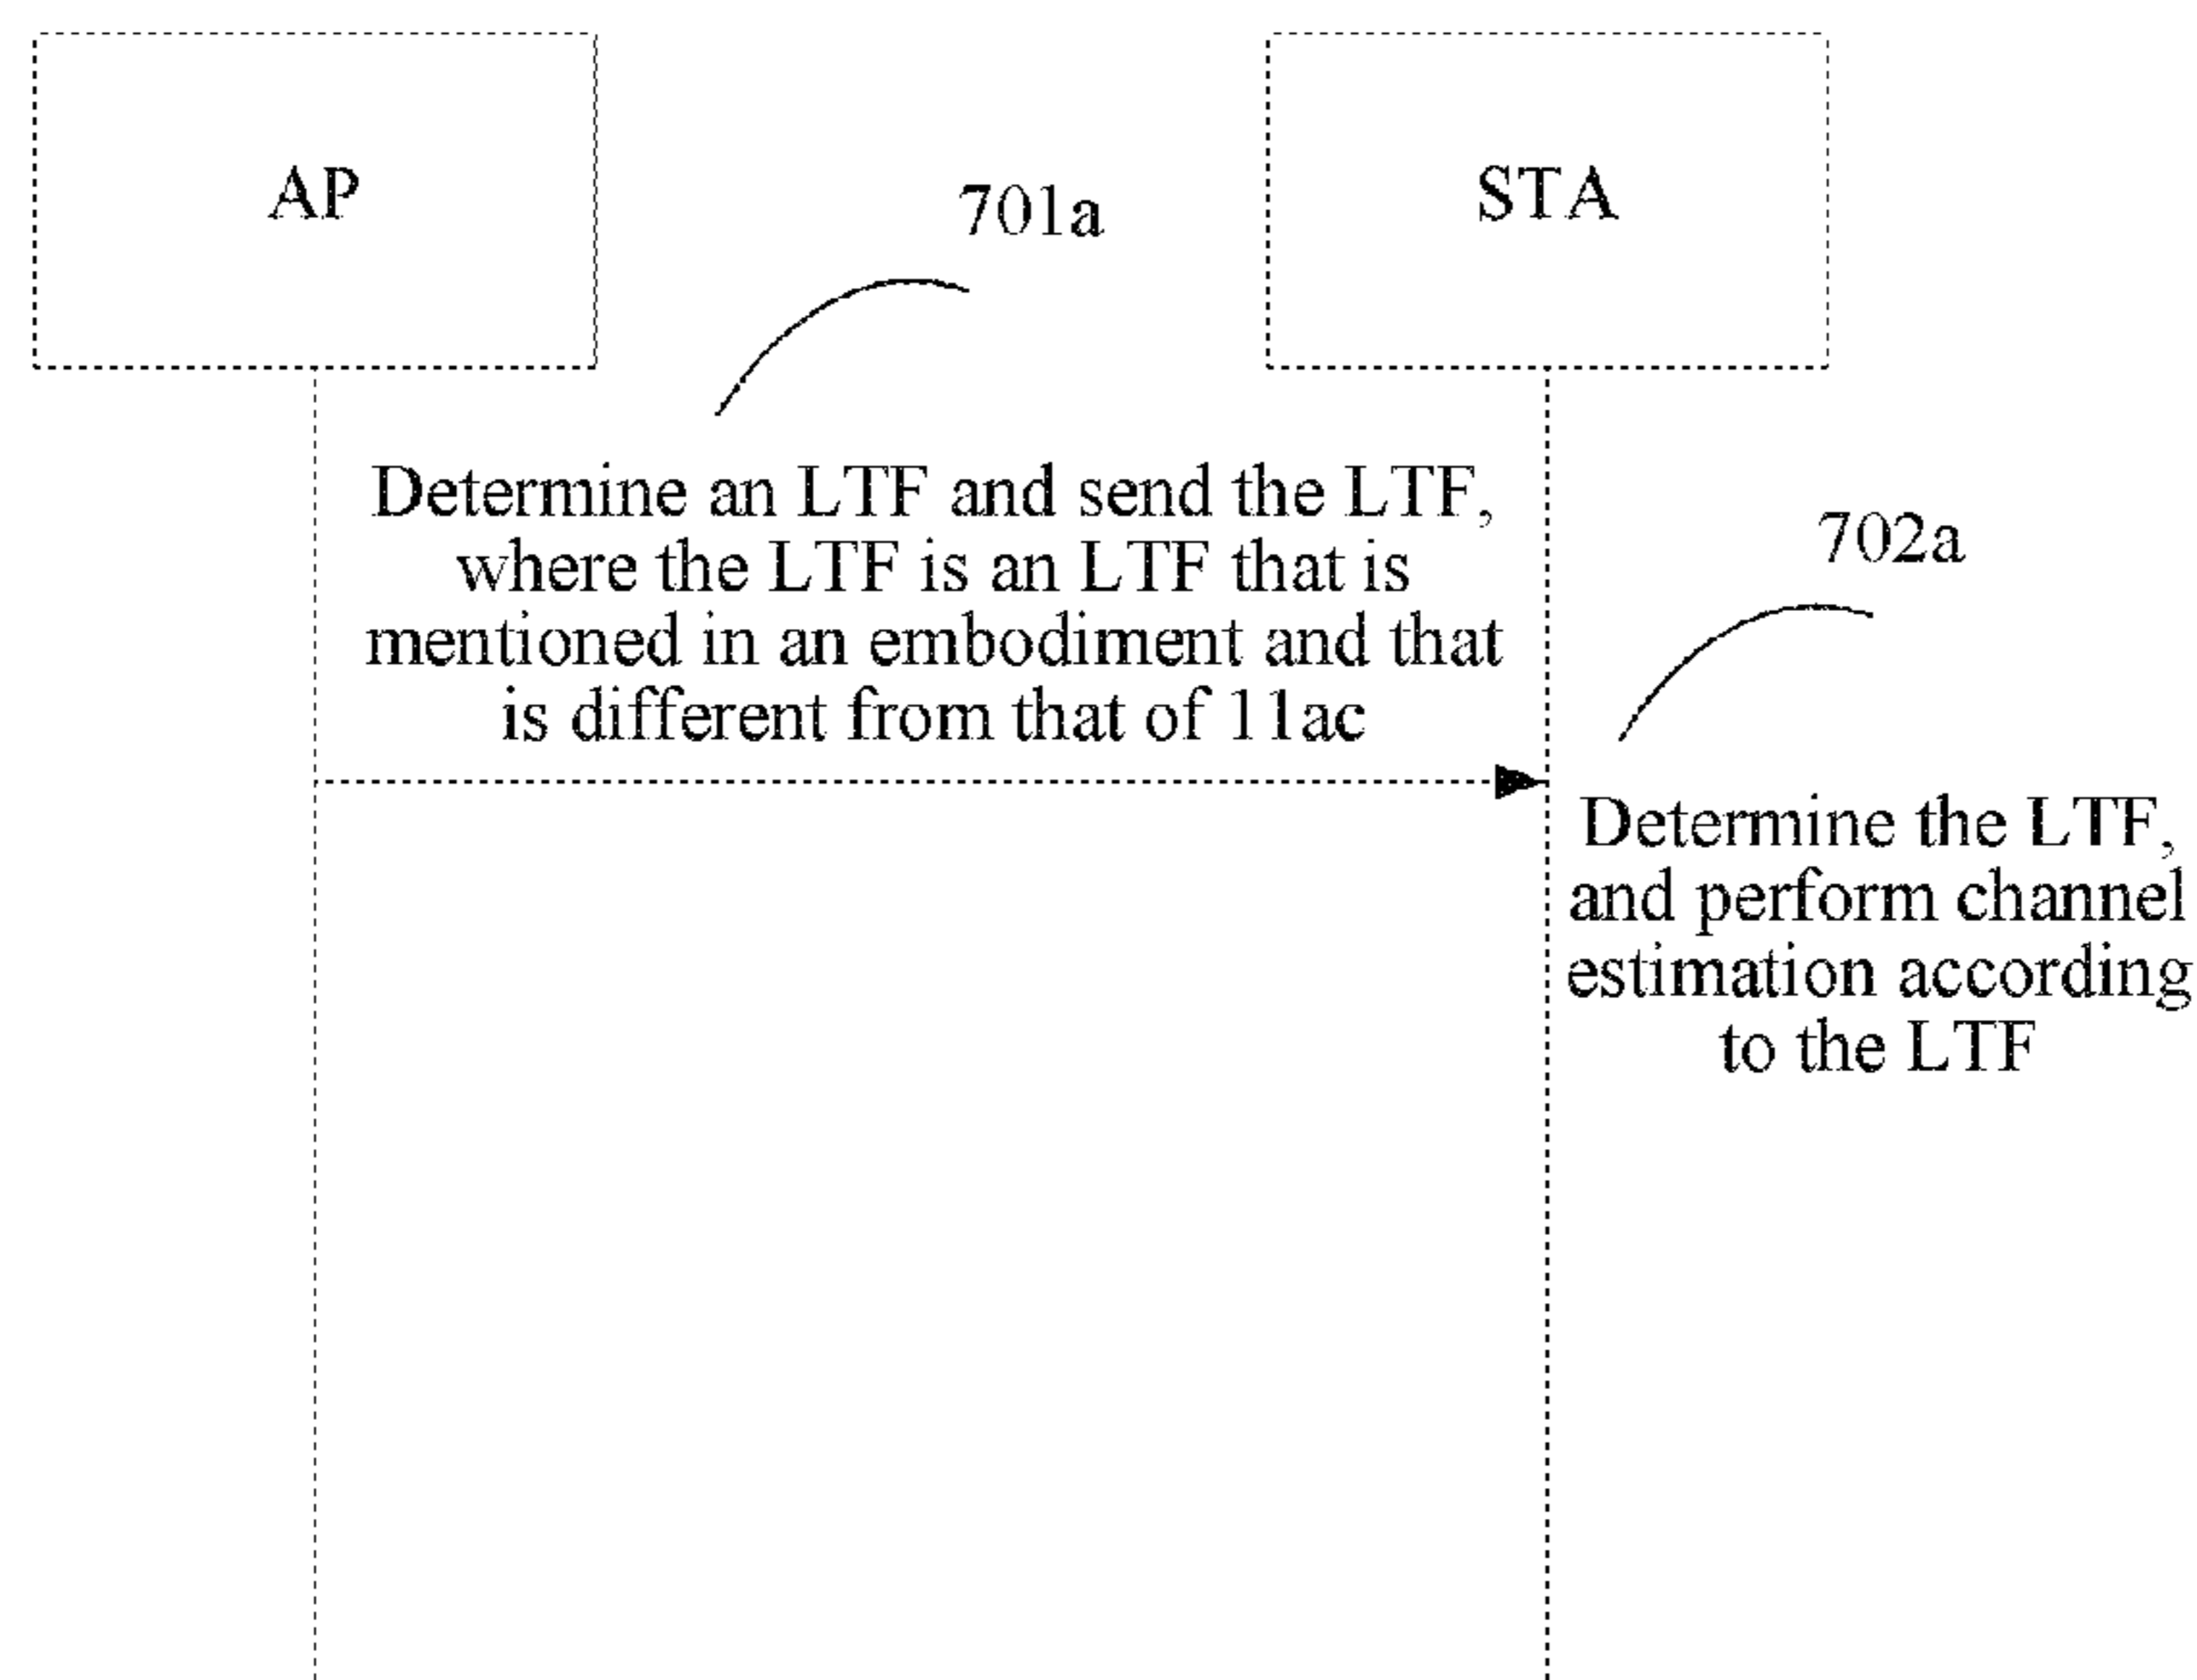 AP
STA
701a
Determine an LTF and send the LTF,
where the LTF is an LTF that is
mentioned in an embodiment and that
is different from that of 11ac
702a
Determine the LTF,
and perform channel
estimation according
to the LTF